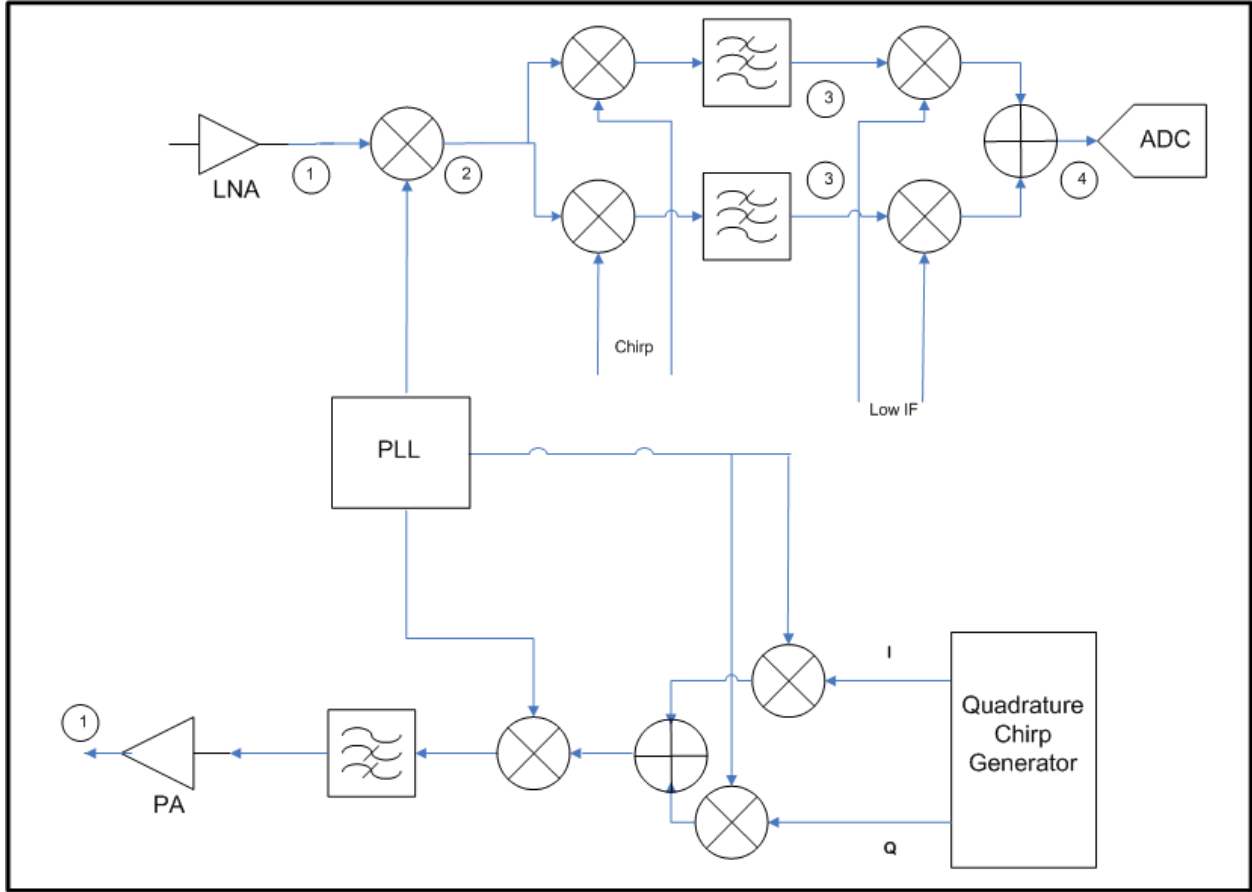 3
ADC
1
LNA
2
3
4
Chirp
Low IF
PLL
I
Quadrature
Chirp
Generator
1
PA
Q